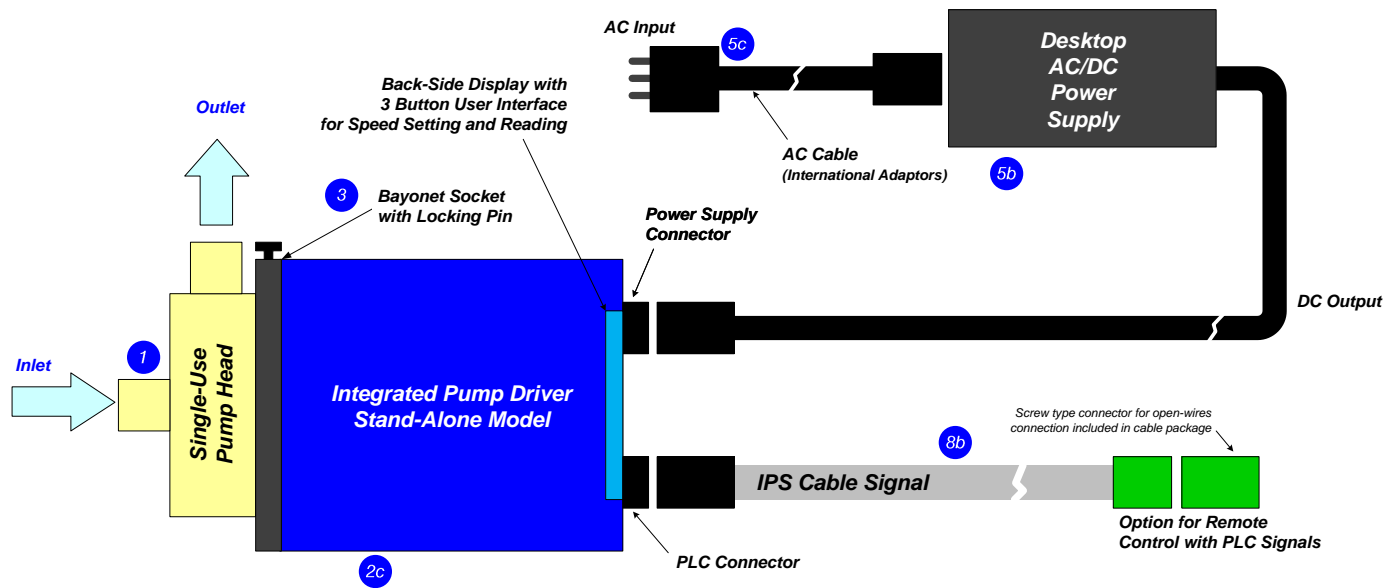 AC Input
5c
Desktop
AC/DC
Power
Supply
5b
AC Cable
(International Adaptors)
Back-Side Display with
3 Button User Interface
for Speed Setting and Reading
Outlet
3
Bayonet Socket
with Locking Pin
Power Supply
Connector
DC Output
1
Inlet
Single-Use
Pump Head
Integrated Pump Driver
Stand-Alone Model
2c
PLC Connector
IPS Cable Signal
8b
Screw type connector for open-wires
connection included in cable package
Option for Remote
Control with PLC Signals